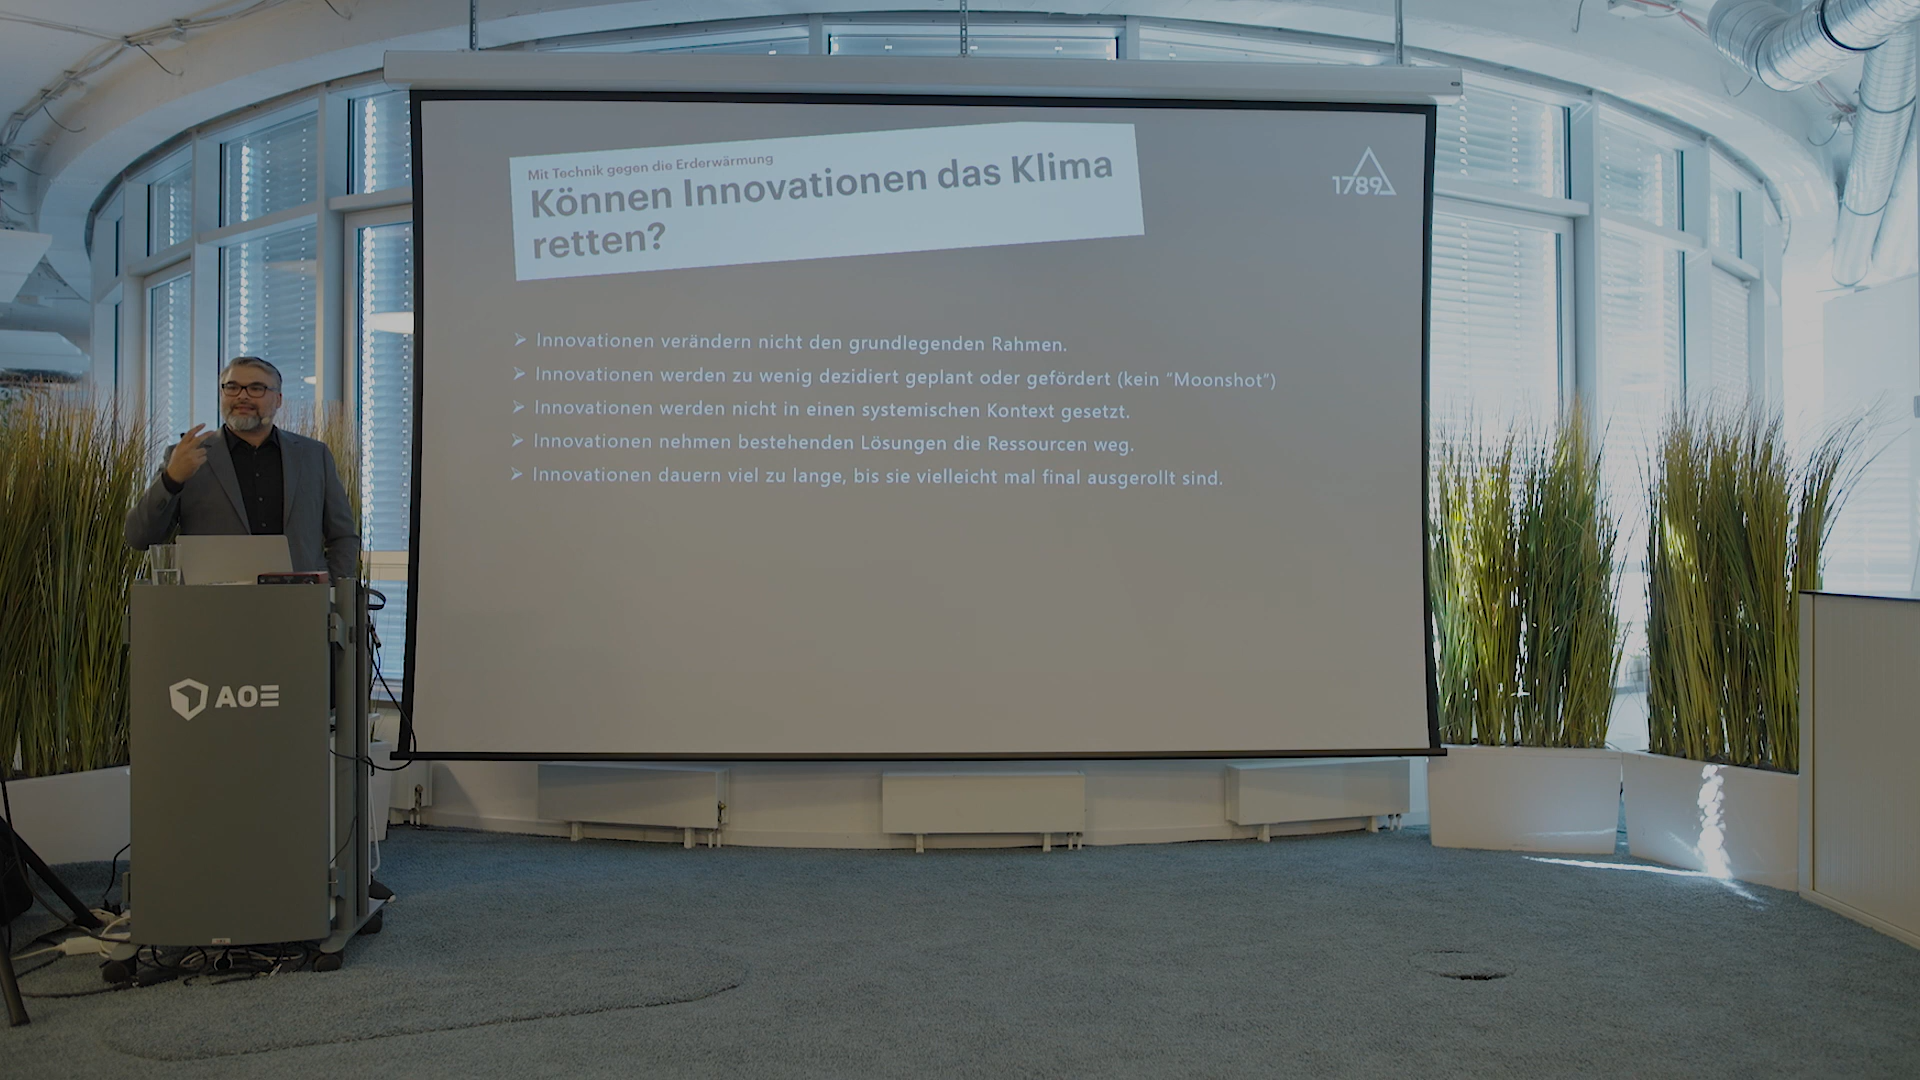 Mit Technik gegen die Erderwärmung
Können Innovationen das Klima
retten?
1789
➢ Innovationen verändern nicht den grundlegenden Rahmen.
➢ Innovationen werden zu wenig dezidiert geplant oder gefördert (kein “Moonshot”)
➢ Innovationen werden nicht in einen systemischen Kontext gesetzt.
➢ Innovationen nehmen bestehenden Lösungen die Ressourcen weg.
➢ Innovationen dauern viel zu lange, bis sie vielleicht mal final ausgerollt sind.
AOE